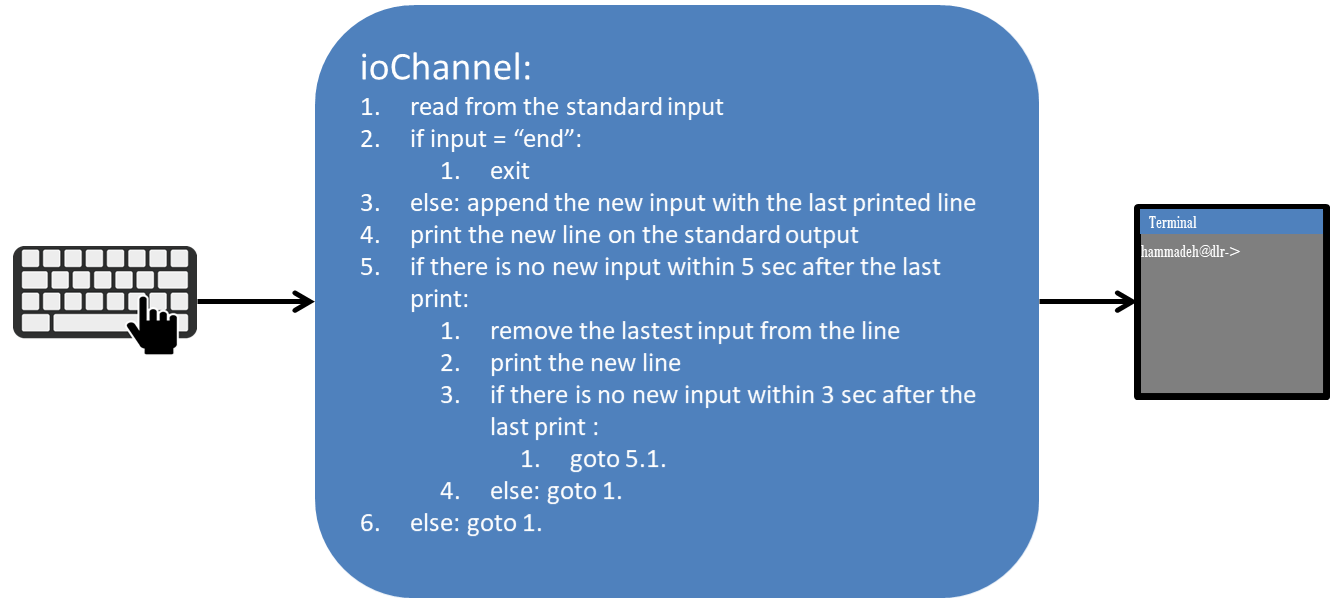 ioChannel:
1. read from the standard input
2. if input = “end”:
1. exit
3. else: append the new input with the last printed line
4. print the new line on the standard output
5. if there is no new input within 5 sec after the last
print:
1. remove the lastest input from the line
2. print the new line
3. if there is no new input within 3 sec after the
last print :
1. goto 5.1.
4. else: goto 1.
6. else: goto 1.
Terminal
hammadeh@dlr->